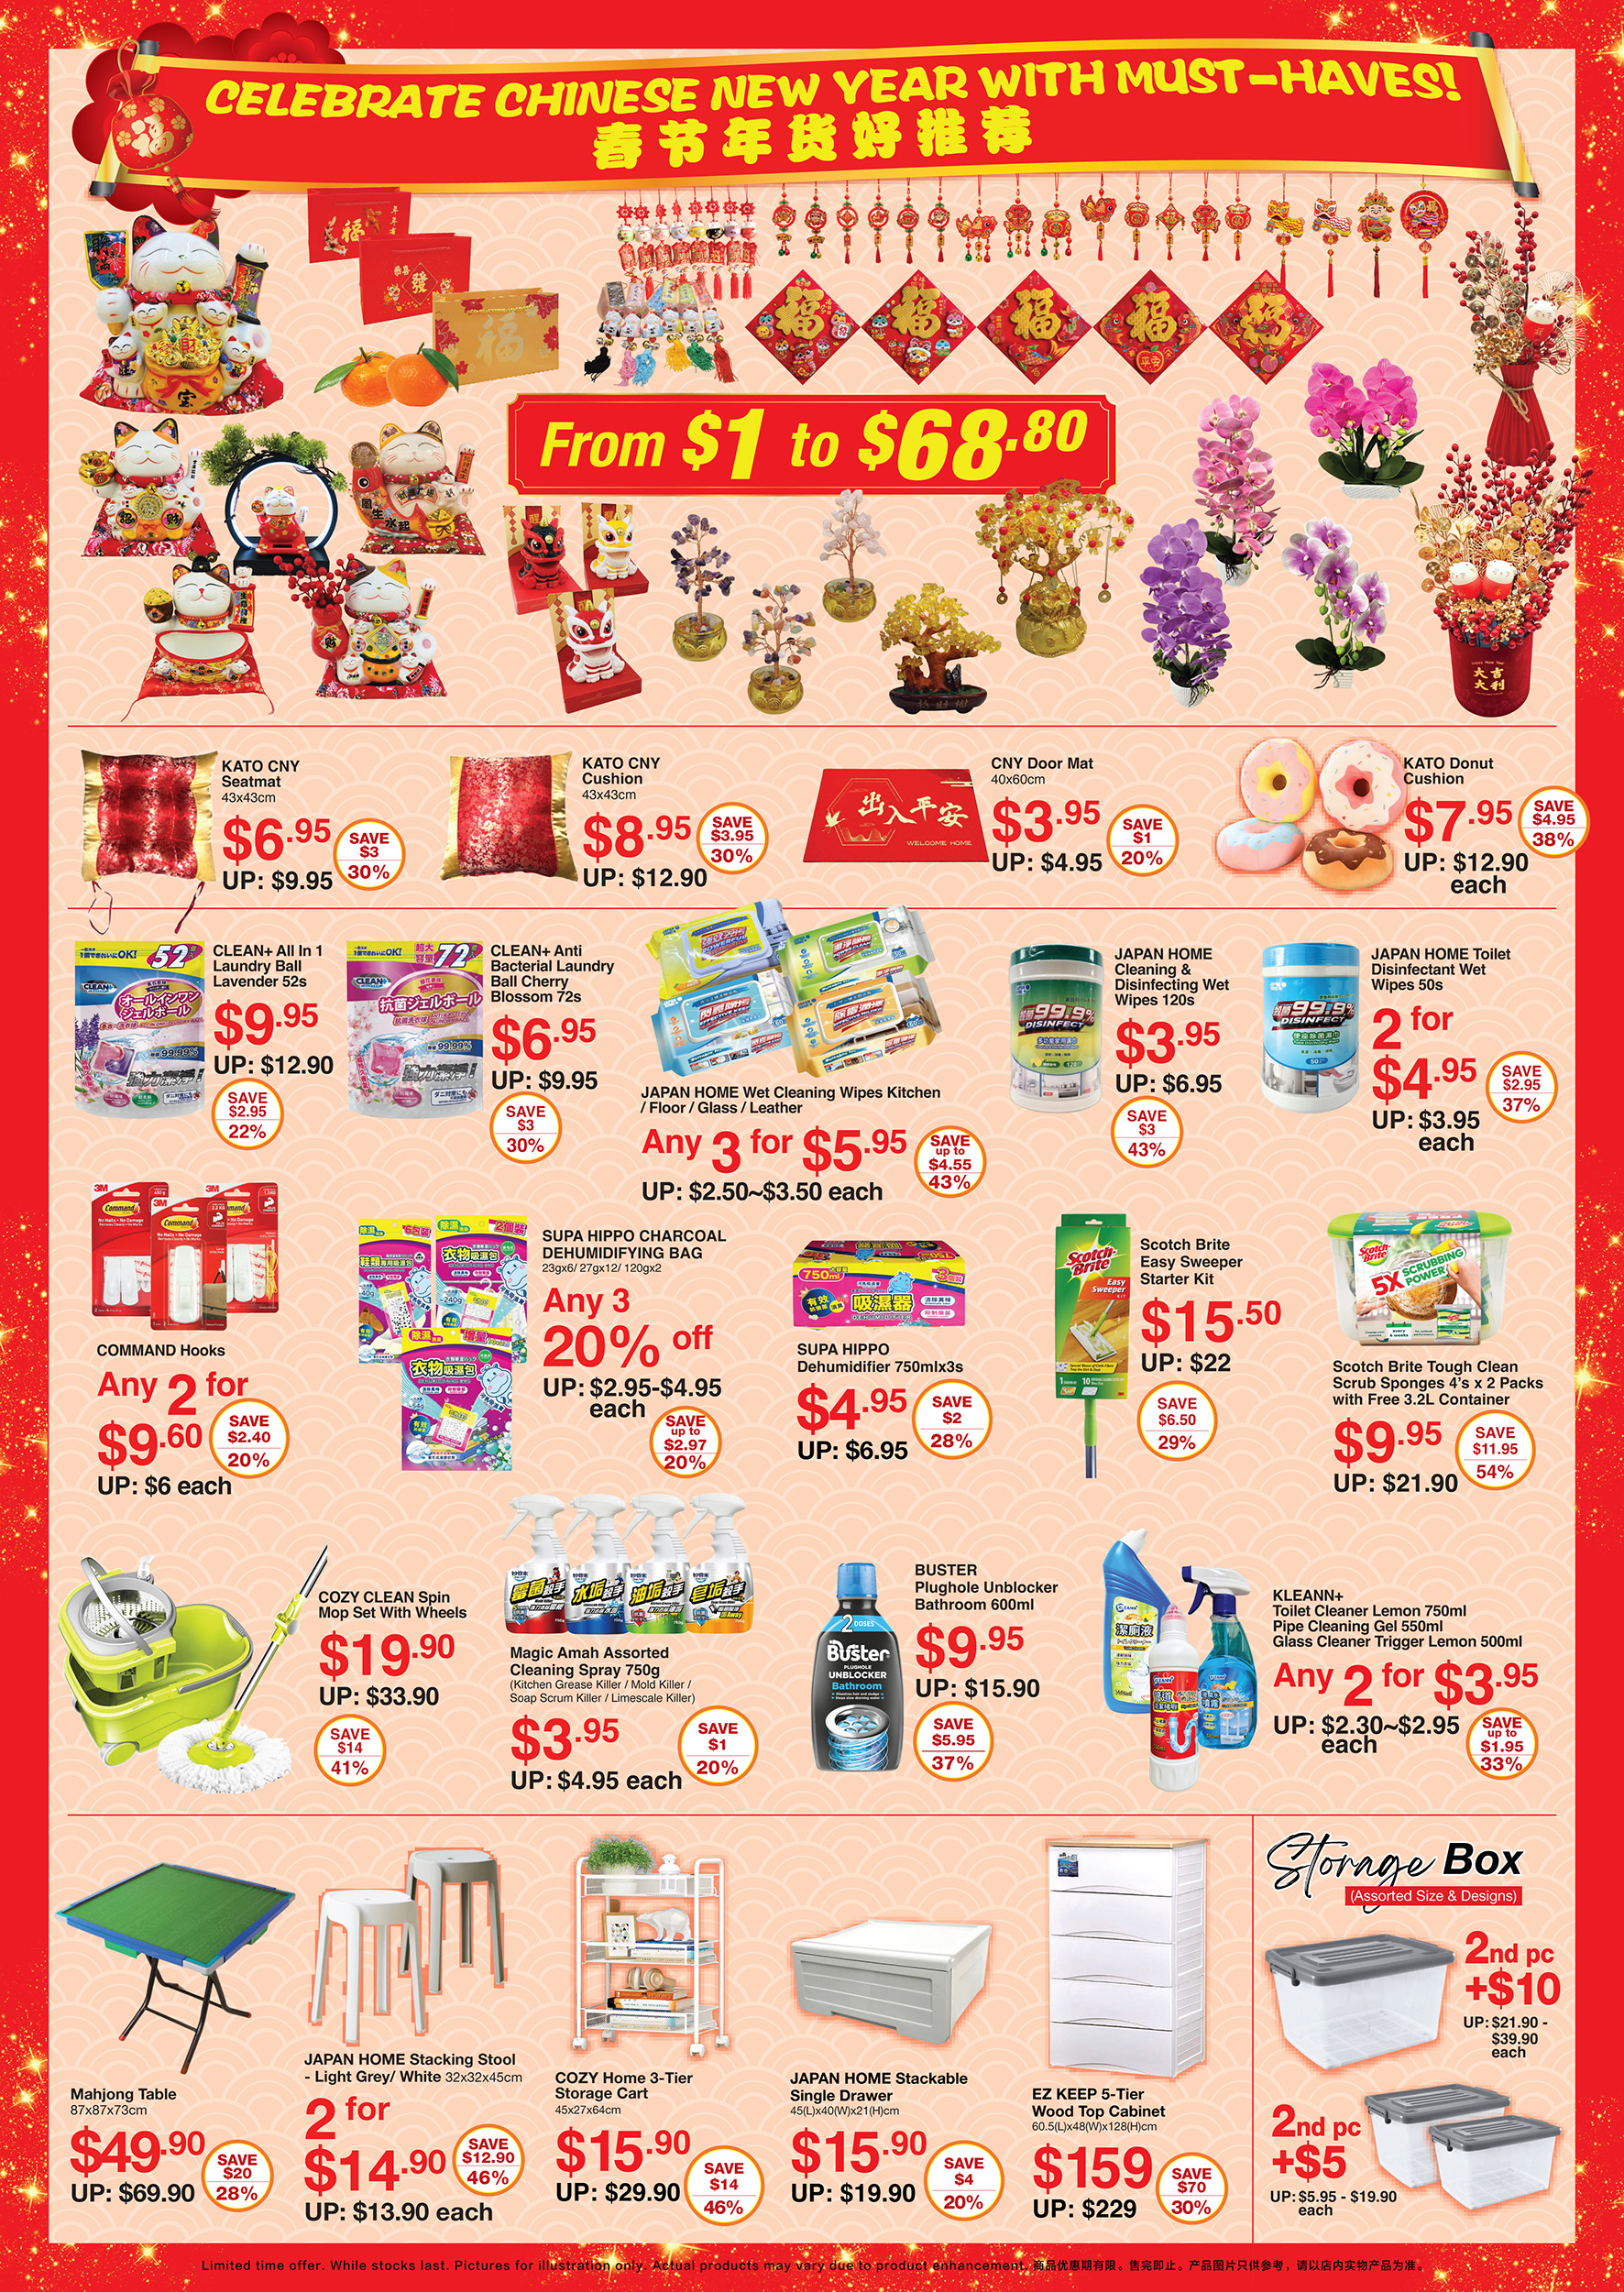 CELEBRATE CHINESE NEW YEAR WITH MUST-HAVES!
春节年货好推荐
From $1 to $68.80
KATO CNY
Seatmat
43x43cm
$6.95
UP: $9.95
SAVE
$3
30%
KATO CNY
Cushion
43x43cm
$8.95
UP: $12.90
SAVE
$3.95
30%
出入平安
WELCOME HOME
CNY Door Mat
40x60cm
$3.95
UP: $4.95
SAVE
$1
20%
KATO Donut
Cushion
$7.95
UP: $12.90
each
SAVE
$4.95
38%
CLEAN+ All In 1
Laundry Ball
Lavender 52s
$9.95
UP: $12.90
SAVE
$2.95
22%
CLEAN+ Anti
Bacterial Laundry
Ball Cherry
Blossom 72s
$6.95
UP: $9.95
SAVE
$3
30%
JAPAN HOME Wet Cleaning Wipes Kitchen
/ Floor / Glass / Leather
Any 3 for $5.95
UP: $2.50~$3.50 each
SAVE
up to
$4.55
43%
JAPAN HOME
Cleaning &
Disinfecting Wet
Wipes 120s
$3.95
UP: $6.95
SAVE
$3
43%
JAPAN HOME Toilet
Disinfectant Wet
Wipes 50s
2 for
$4.95
UP: $3.95
each
SAVE
$2.95
37%
COMMAND Hooks
Any 2 for
$9.60
UP: $6 each
SAVE
$2.40
20%
SUPA HIPPO CHARCOAL
DEHUMIDIFYING BAG
23gx6/ 27gx12/ 120gx2
Any 3
20% off
UP: $2.95-$4.95
each
SAVE
up to
$2.97
20%
SUPA HIPPO
Dehumidifier 750mlx3s
$4.95
UP: $6.95
SAVE
$2
28%
Scotch Brite
Easy Sweeper
Starter Kit
$15.50
UP: $22
SAVE
$6.50
29%
Scotch Brite Tough Clean
Scrub Sponges 4's x 2 Packs
with Free 3.2L Container
$9.95
UP: $21.90
SAVE
$11.95
54%
COZY CLEAN Spin
Mop Set With Wheels
$19.90
UP: $33.90
SAVE
$14
41%
Magic Amah Assorted
Cleaning Spray 750g
(Kitchen Grease Killer / Mold Killer /
Soap Scrum Killer / Limescale Killer)
$3.95
UP: $4.95 each
SAVE
$1
20%
BUSTER
Plughole Unblocker
Bathroom 600ml
$9.95
UP: $15.90
SAVE
$5.95
37%
KLEANN+
Toilet Cleaner Lemon 750ml
Pipe Cleaning Gel 550ml
Glass Cleaner Trigger Lemon 500ml
Any 2 for $3.95
UP: $2.30~$2.95
each
SAVE
up to
$1.95
33%
Mahjong Table
87x87x73cm
$49.90
UP: $69.90
SAVE
$20
28%
JAPAN HOME Stacking Stool
- Light Grey/ White 32x32x45cm
2 for
$14.90
UP: $13.90 each
SAVE
$12.90
46%
COZY Home 3-Tier
Storage Cart
45x27x64cm
$15.90
UP: $29.90
SAVE
$14
46%
JAPAN HOME Stackable
Single Drawer
45(L)x40(W)x21(H)cm
$15.90
UP: $19.90
SAVE
$4
20%
EZ KEEP 5-Tier
Wood Top Cabinet
60.5(L)x48(W)x128(H)cm
$159
UP: $229
SAVE
$70
30%
Storage Box
(Assorted Size & Designs)
2nd pc
+$10
UP: $21.90 -
$39.90
each
2nd pc
+$5
UP: $5.95 - $19.90
each
Limited time offer. While stocks last. Pictures for illustration only. Actual products may vary due to product enhancement. 商品优惠期有限。售完即止。产品图片只供参考，请以店内实物产品为准。